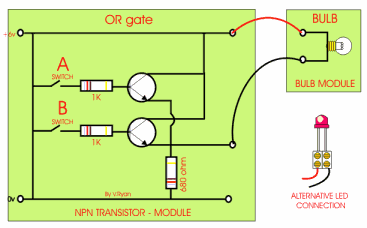 OR gate
BULB
+6v
A
SWITCH
1K
BULB MODULE
B
SWITCH
1K
680 ohm
0v
By V.Ryan
NPN TRANSISTOR - MODULE
ALTERNATIVE LED
CONNECTION